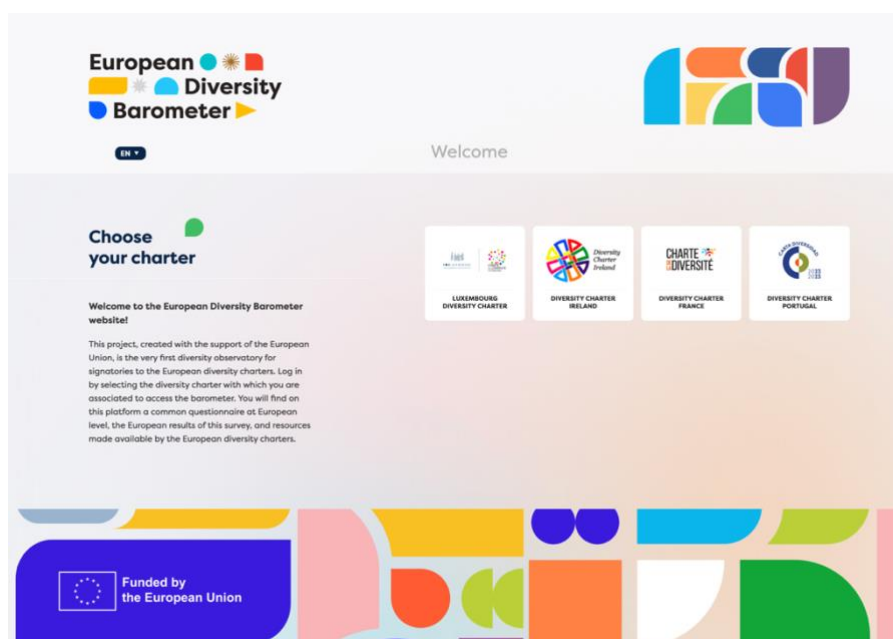 European
Diversity
Barometer
EN
Welcome
Choose
your charter
Welcome to the European Diversity Barometer
website!
This project, created with the support of the European
Union, is the very first diversity observatory for
signatories to the European diversity charters. Log in
by selecting the diversity charter with which you are
associated to access the barometer. You will find on
this platform a common questionnaire at European
level, the European results of this survey, and resources
made available by the European diversity charters.
LUXEMBOURG
DIVERSITY CHARTER
Diversity
Charter
Ireland
DIVERSITY CHARTER
IRELAND
CHARTE
DIVERSITÉ
DIVERSITY CHARTER
FRANCE
DIVERSITY CHARTER
PORTUGAL
Funded by
the European Union